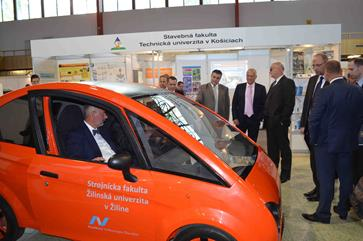 Stavebná fakulta
Technická univerzita v Košiciach
Strojnícka fakulta
Žilinská univerzita
v Žiline